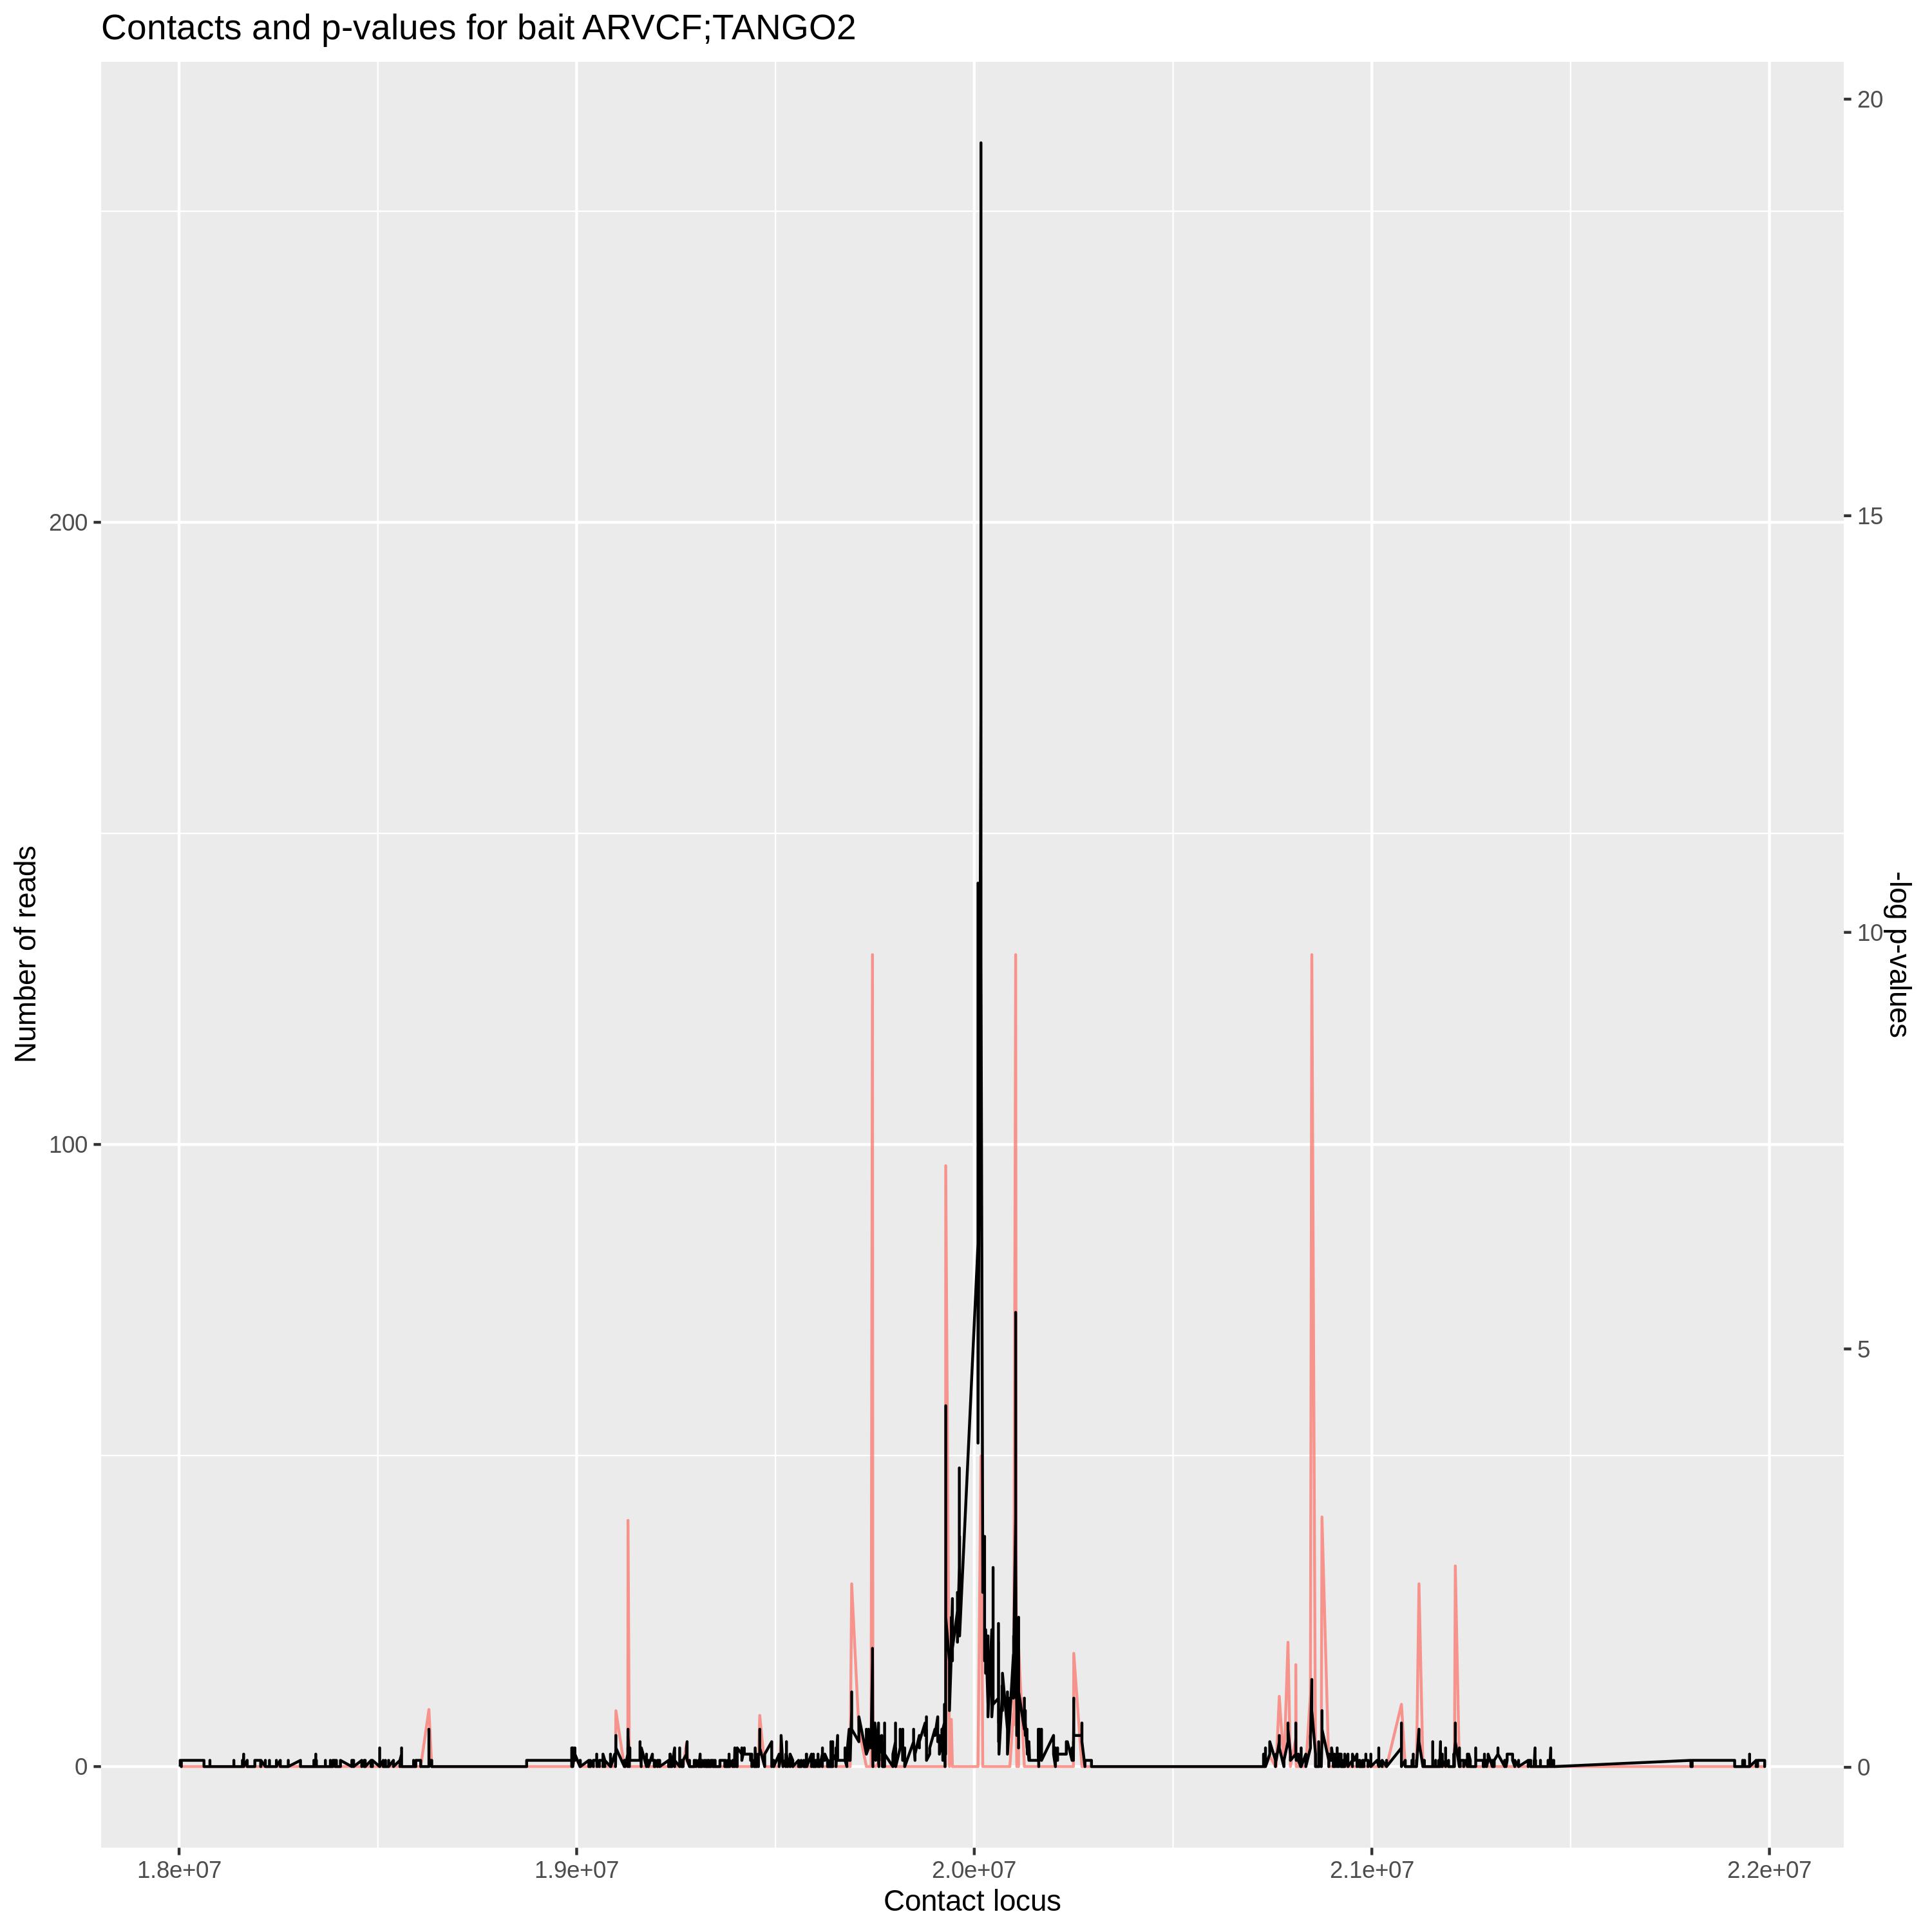 Contacts and p-values for bait ARVCF;TANGO2
20
200
15
Number of reads
-log p-values
10
100
5
0
0
1.8e+07
1.9e+07
2.0e+07
2.1e+07
2.2e+07
Contact locus